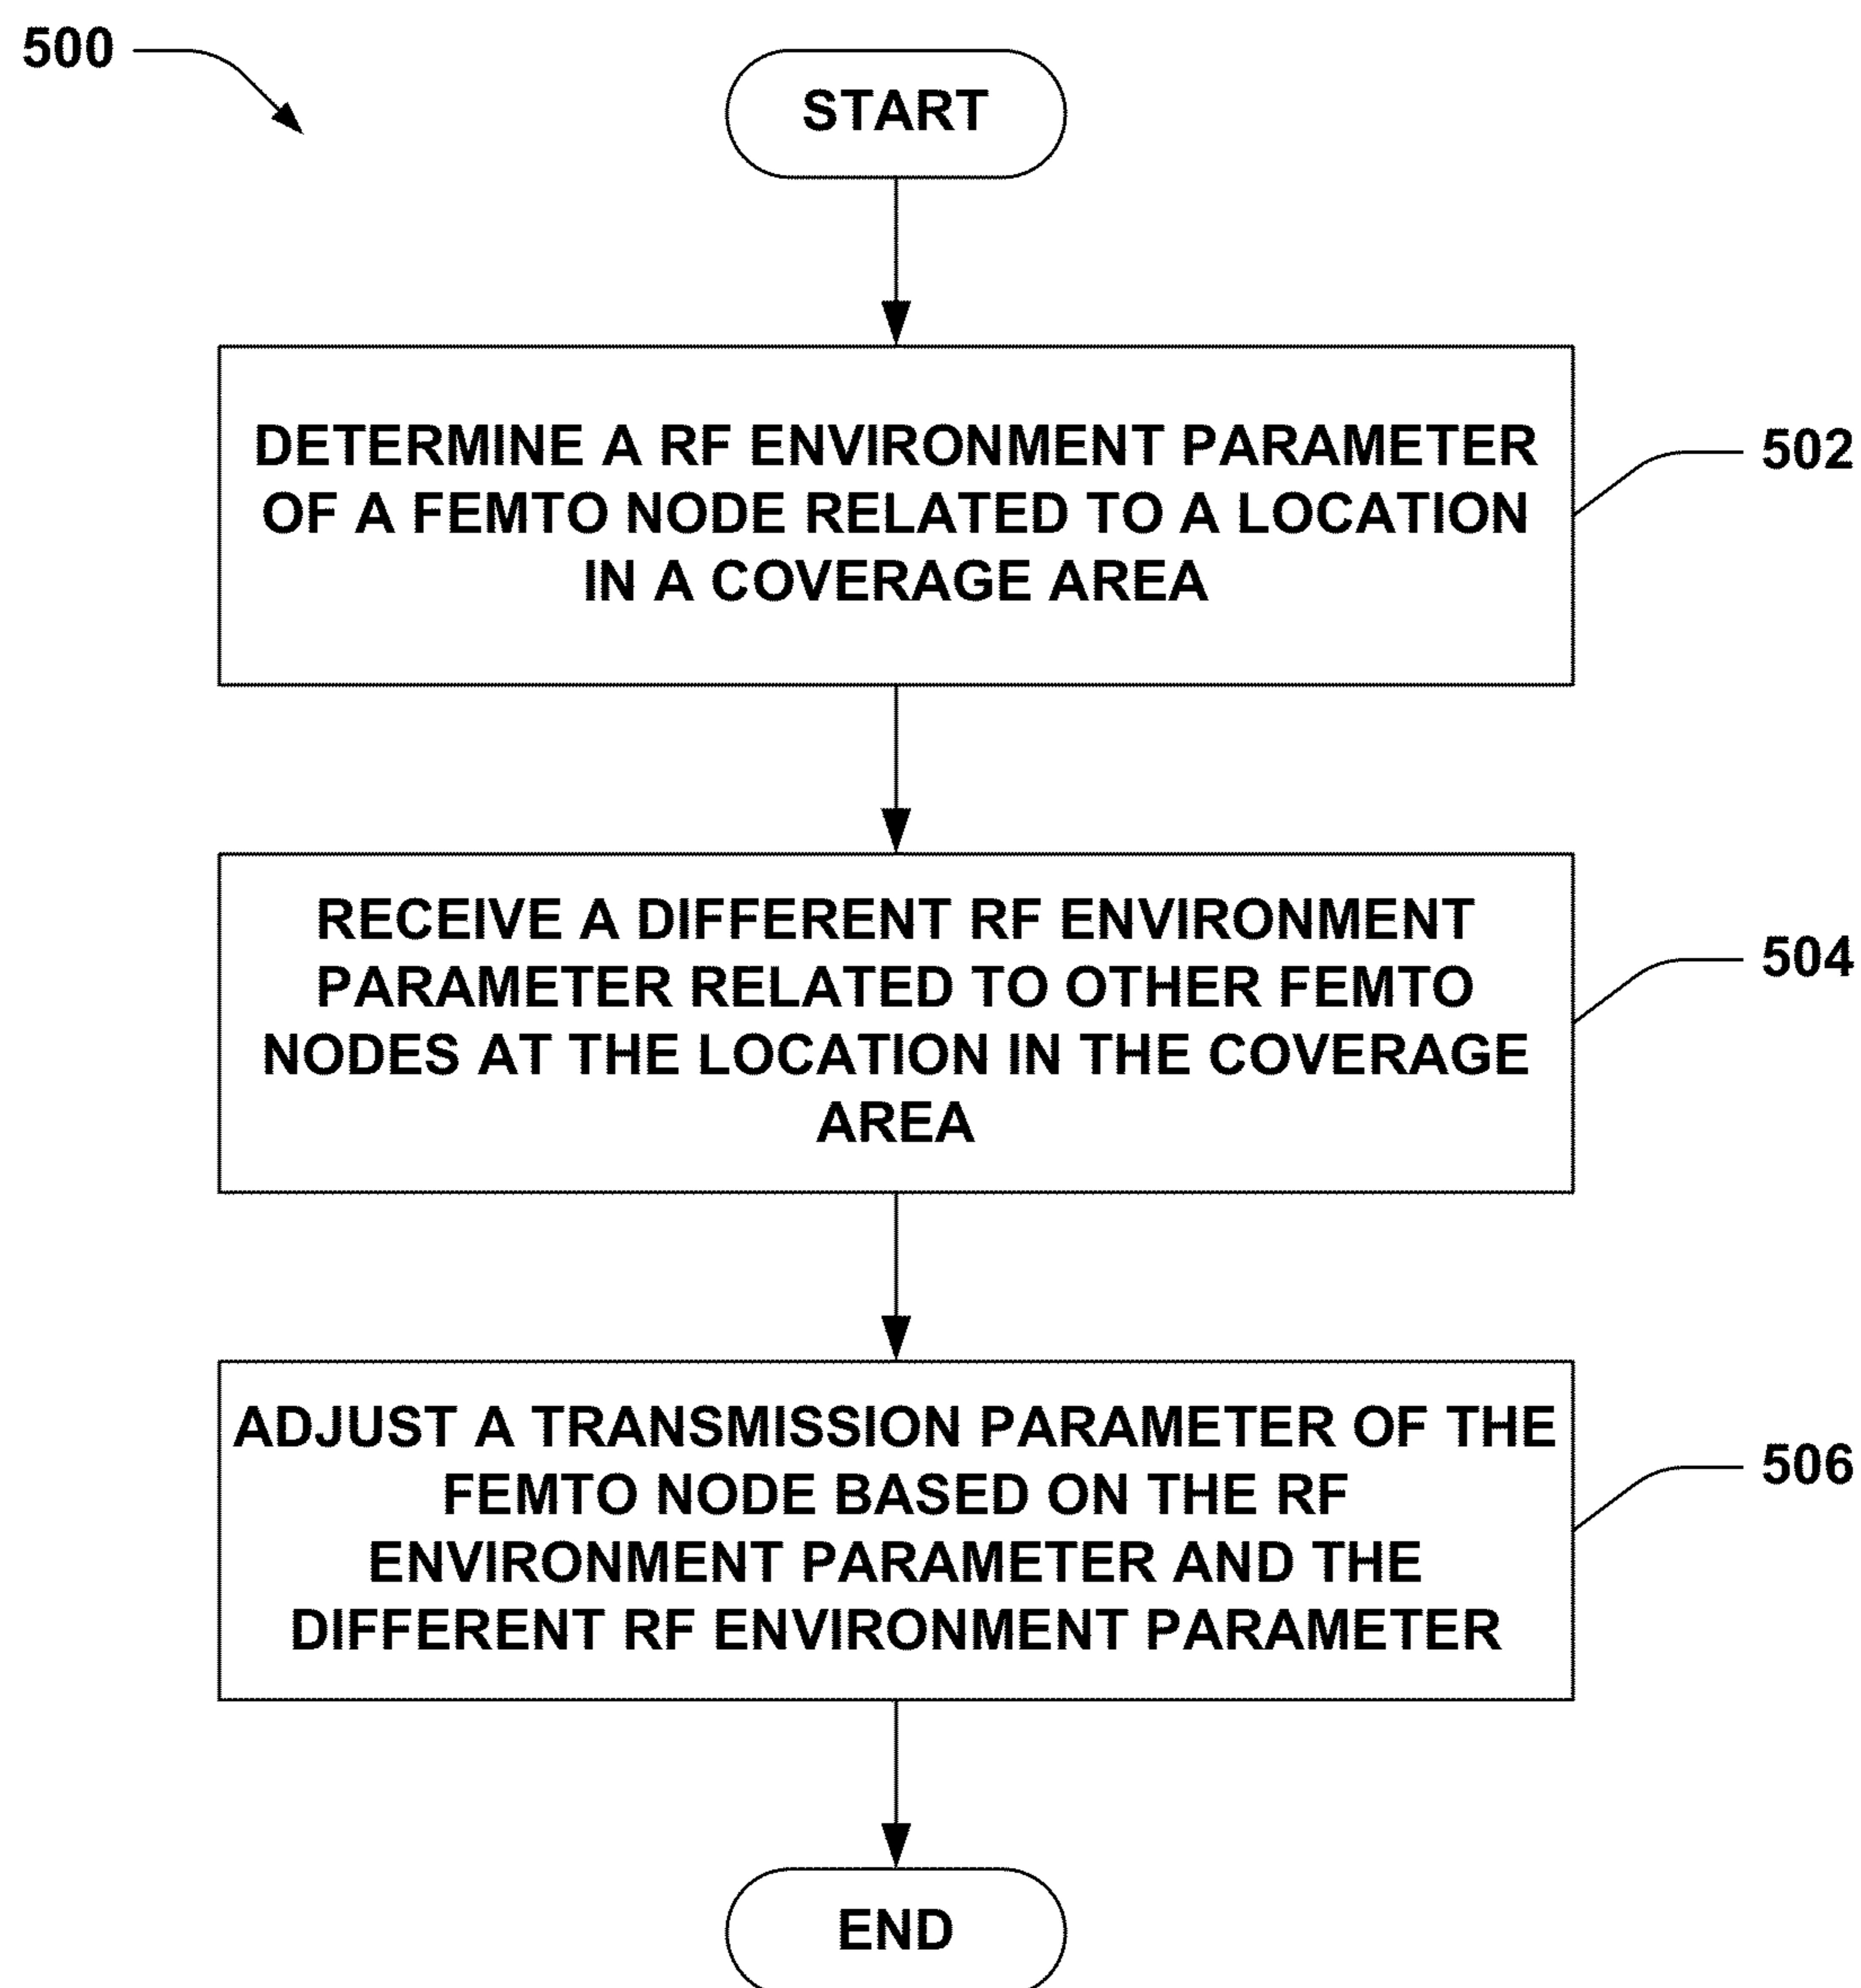 500
START
DETERMINE A RF ENVIRONMENT PARAMETER
OF A FEMTO NODE RELATED TO A LOCATION
IN A COVERAGE AREA
502
RECEIVE A DIFFERENT RF ENVIRONMENT
PARAMETER RELATED TO OTHER FEMTO
NODES AT THE LOCATION IN THE COVERAGE
AREA
504
ADJUST A TRANSMISSION PARAMETER OF THE
FEMTO NODE BASED ON THE RF
ENVIRONMENT PARAMETER AND THE
DIFFERENT RF ENVIRONMENT PARAMETER
506
END